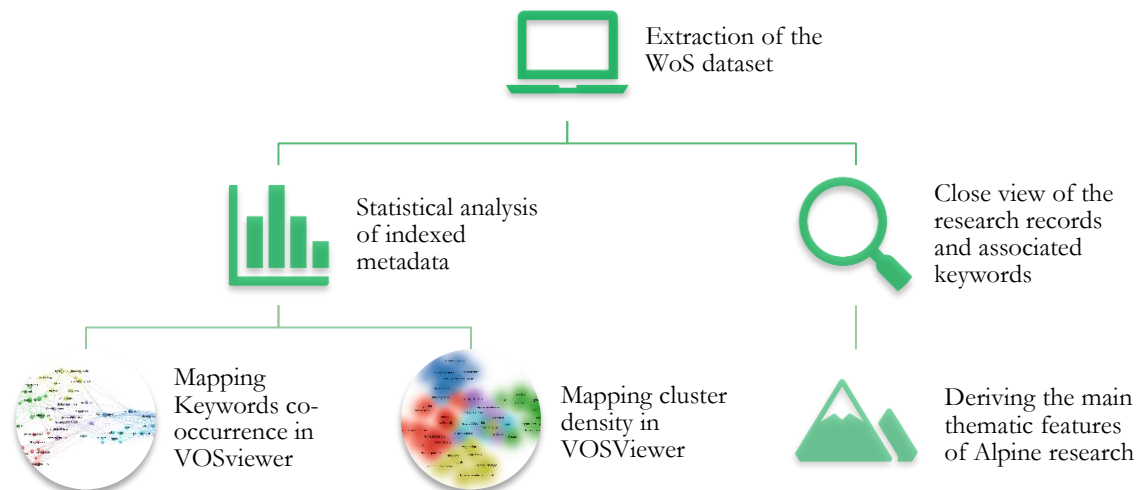 Extraction of the
WoS dataset
Statistical analysis
of indexed
metadata
Close view of the
research records
and associated
keywords
Mapping
Keywords co-
occurrence in
VOSviewer
Mapping cluster
density in
VOSViewer
Deriving the main
thematic features
of Alpine research